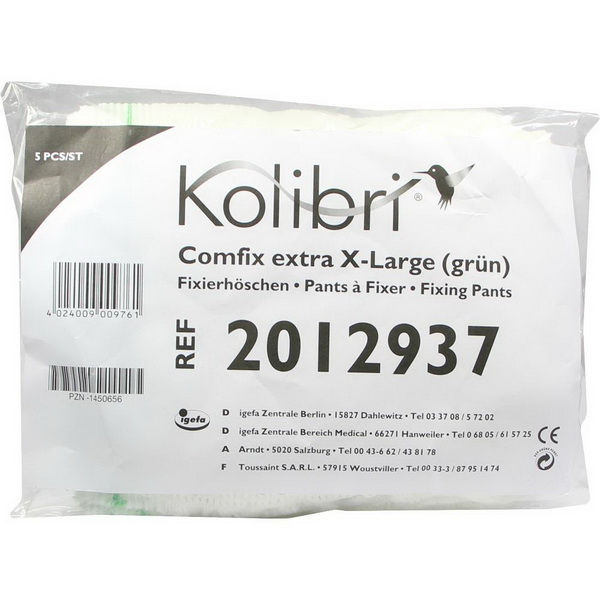 5 PCS/ST
Kolibri®
Comfix extra X-Large (grün)
Fixierhöschen • Pants à Fixer • Fixing Pants
4 024009 009761
REF 2012937
PZN -1450656
igefa
D igefa Zentrale Berlin • 15827 Dahlewitz • Tel 03 37 08 / 5 72 02
D igefa Zentrale Bereich Medical • 66271 Hanweiler • Tel 0 68 05 / 61 57 25
A Arndt • 5020 Salzburg / Tel 00 43-6 62 / 43 81 78
F Toussaint S.A.R.L. • 57915 Woustviller • Tel 00 33-3 / 87 95 14 74
CE